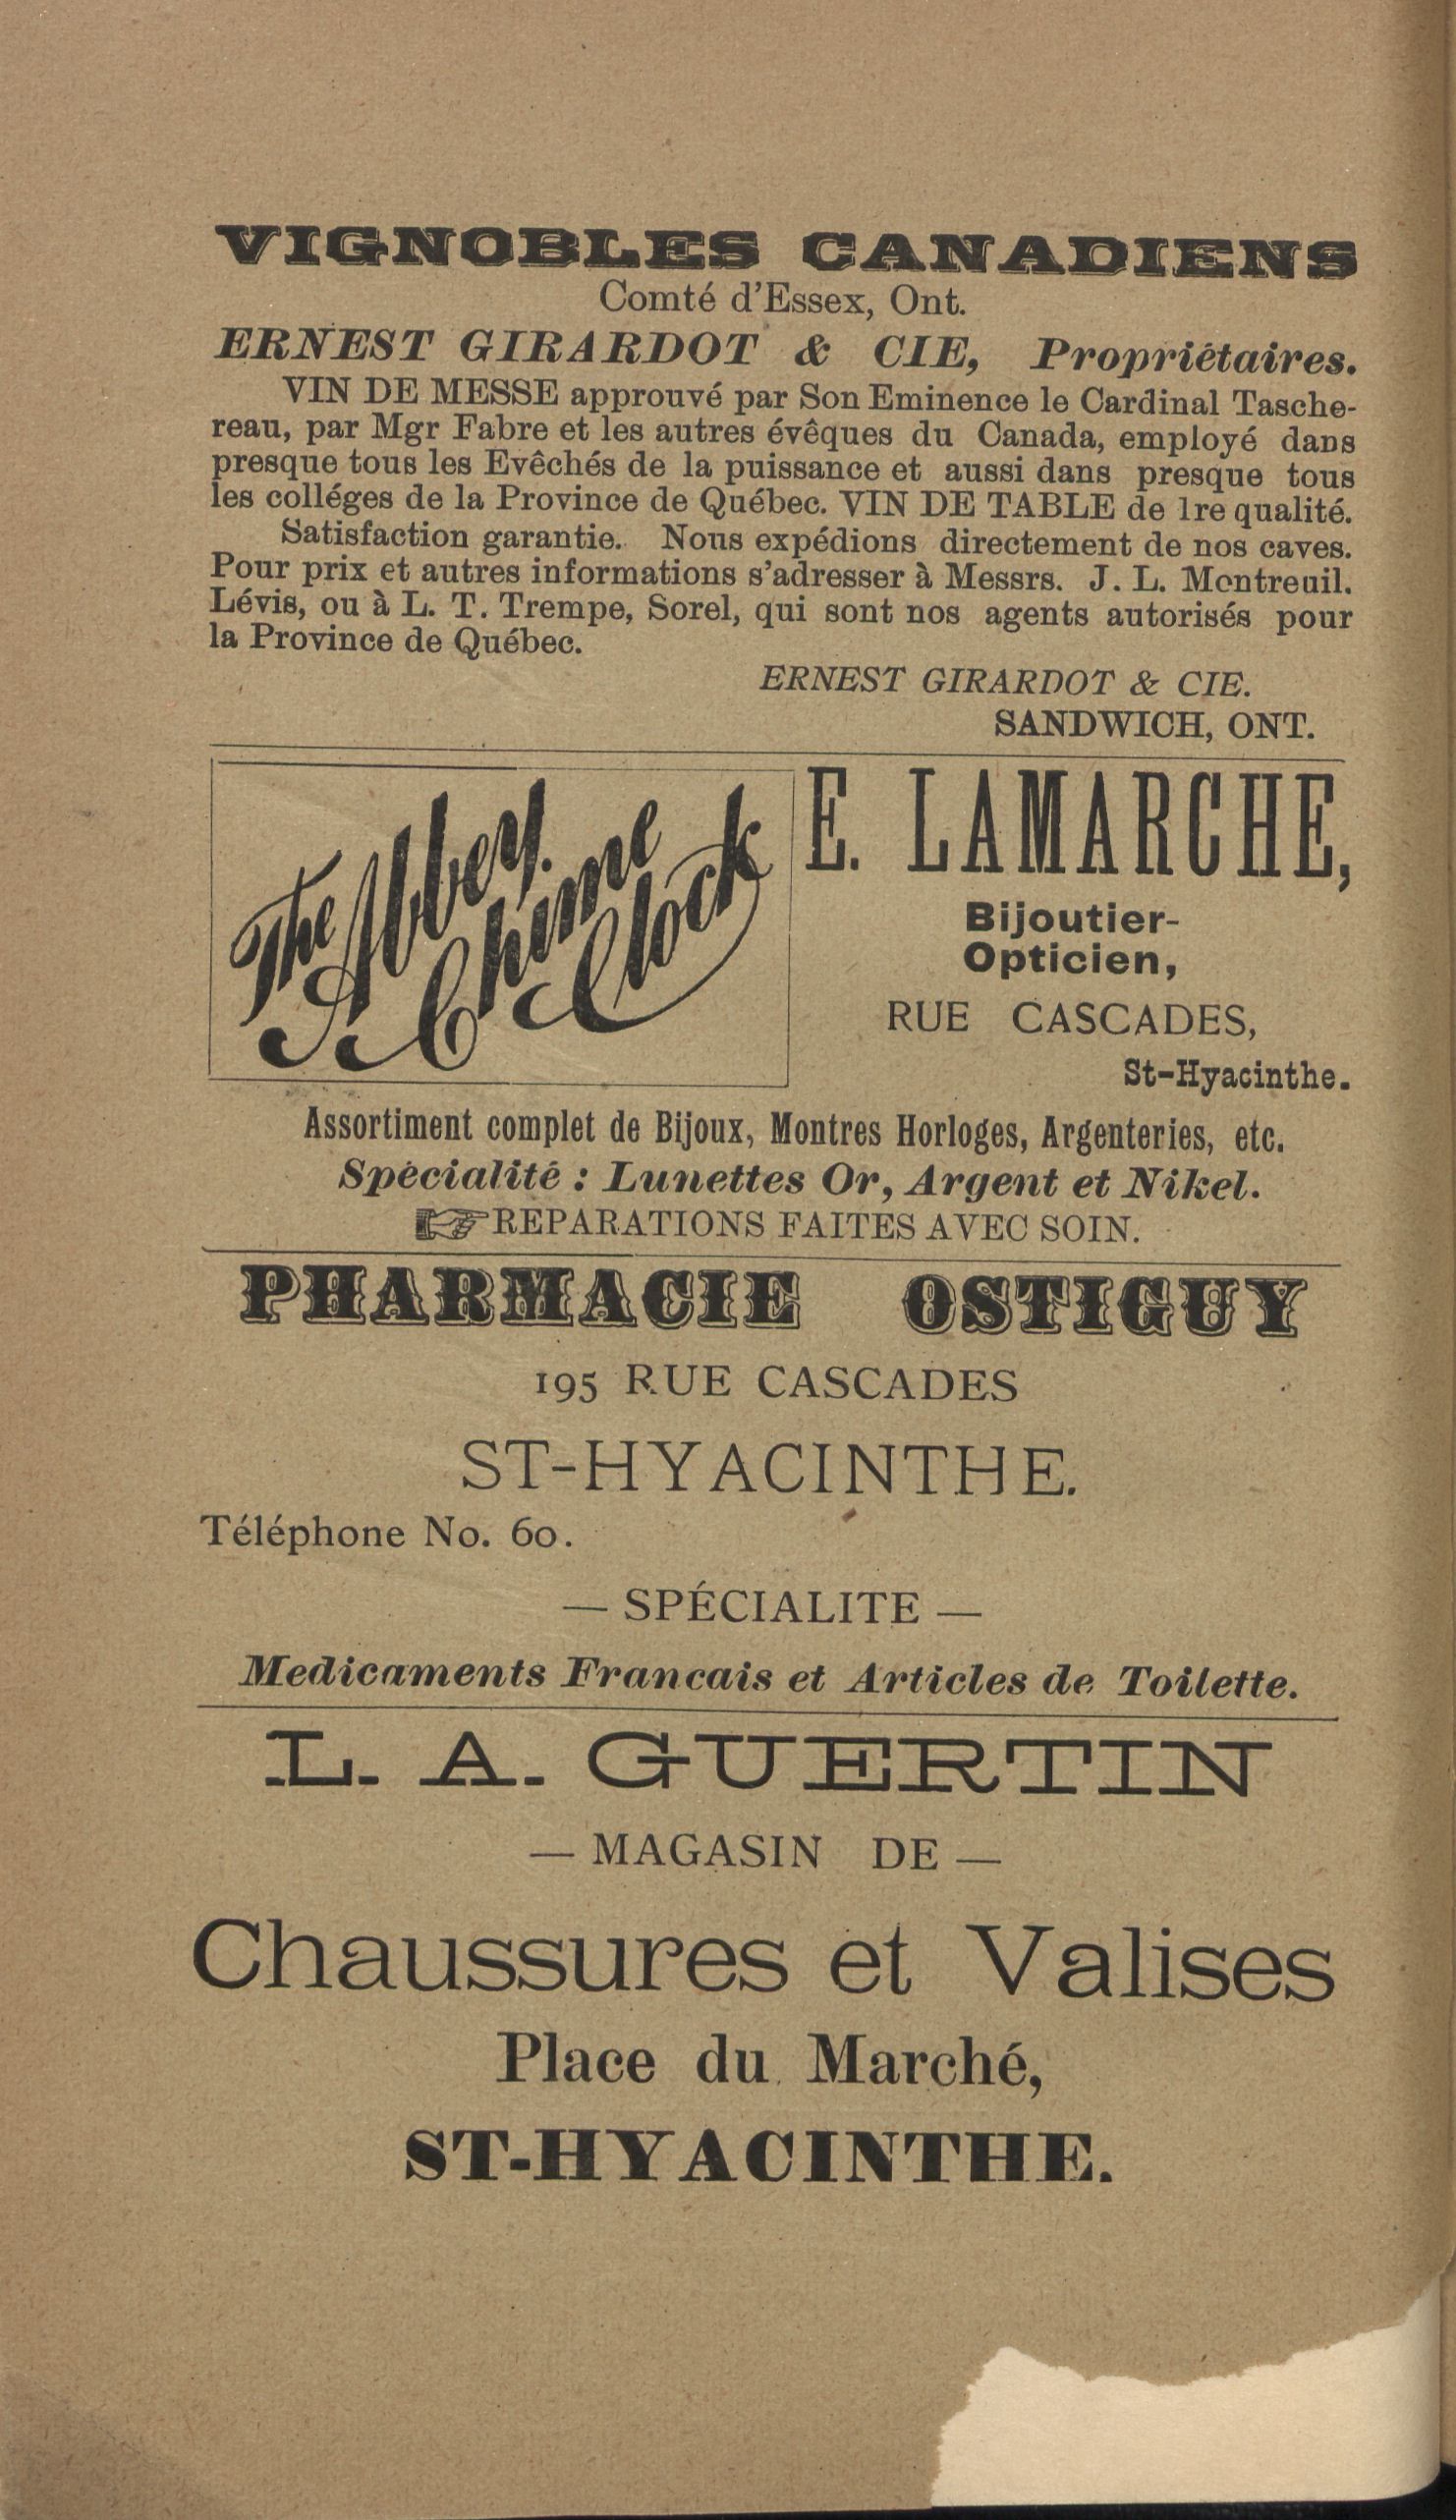 VIGNOBLES CANADIENS
Comté d'Essex, Ont.
ERNEST GIRARDOT & CIE, Propriétaires.
VIN DE MESSE approuvé par Son Eminence le Cardinal Tasche-
reau, par Mgr Fabre et les autres évêques du Canada, employé dans
presque tous les Evêchés de la puissance et aussi dans presque tous
les colléges de la Province de Québec. VIN DE TABLE de 1re qualité.
Satisfaction garantie. Nous expédions directement de nos caves.
Pour prix et autres informations s'adresser à Messrs. J. L. Montreuil.
Lévis, ou à L. T. Trempe, Sorel, qui sont nos agents autorisés pour
la Province de Québec.
ERNEST GIRARDOT & CIE.
SANDWICH, ONT.
The Abbey.
Chime
Clock
E. LAMARCHE,
Bijoutier-
Opticien,
RUE CASCADES,
St-Hyacinthe.
Assortiment complet de Bijoux, Montres Horloges, Argenteries, etc.
Spécialité : Lunettes Or, Argent et Nikel.
REPARATIONS FAITES AVEC SOIN.
PHARMACIE OSTIGUY
195 RUE CASCADES
ST-HYACINTHE.
Téléphone No. 60.
— SPÉCIALITE —
Medicaments Francais et Articles de Toilette.
L. A. GUERTIN
— MAGASIN DE —
Chaussures et Valises
Place du Marché,
ST-HYACINTHE.